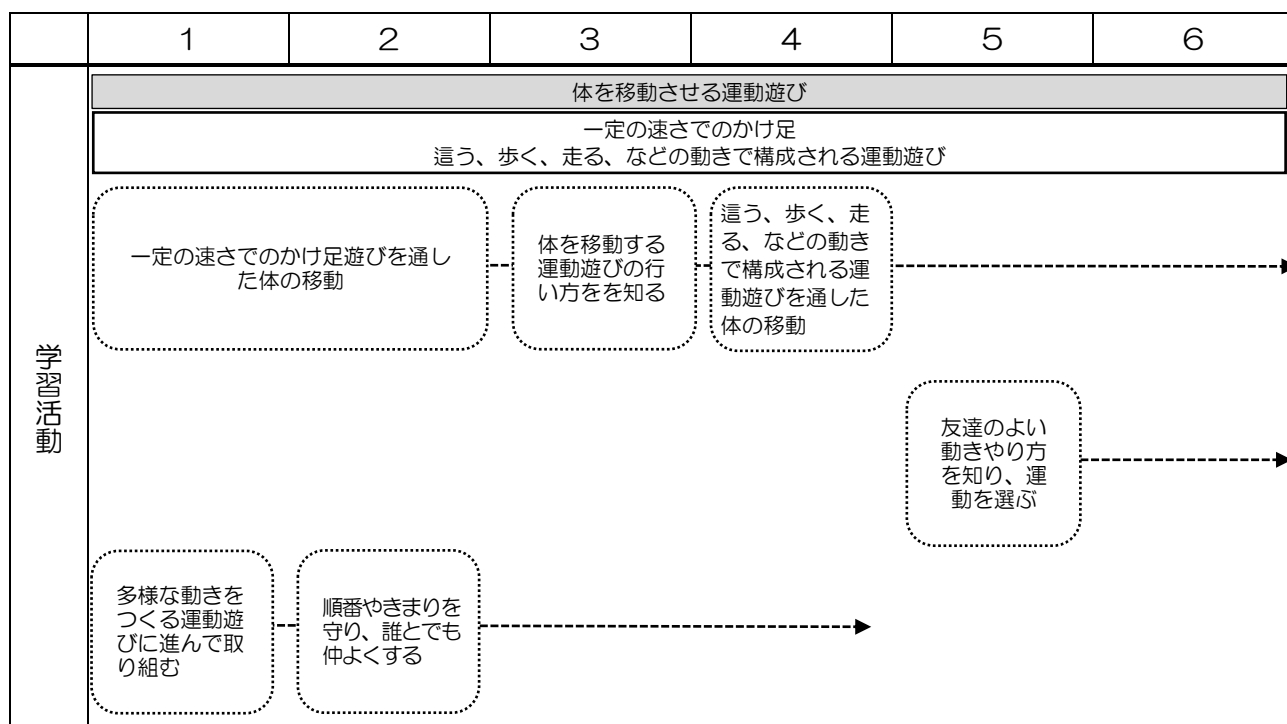 1 2 3 4 5 6
体を移動させる運動遊び
一定の速さでのかけ足
這う、歩く、走る、などの動きで構成される運動遊び
一定の速さでのかけ足遊びを通し
た体の移動
体を移動する
運動遊びの行
い方をを知る
這う、歩く、走
る、などの動き
で構成される運
動遊びを通した
体の移動
学習活動
友達のよい
動きやり方
を知り、運
動を選ぶ
多様な動きを
つくる運動遊
びに進んで取
り組む
順番やきまりを
守り、誰とでも
仲よくする